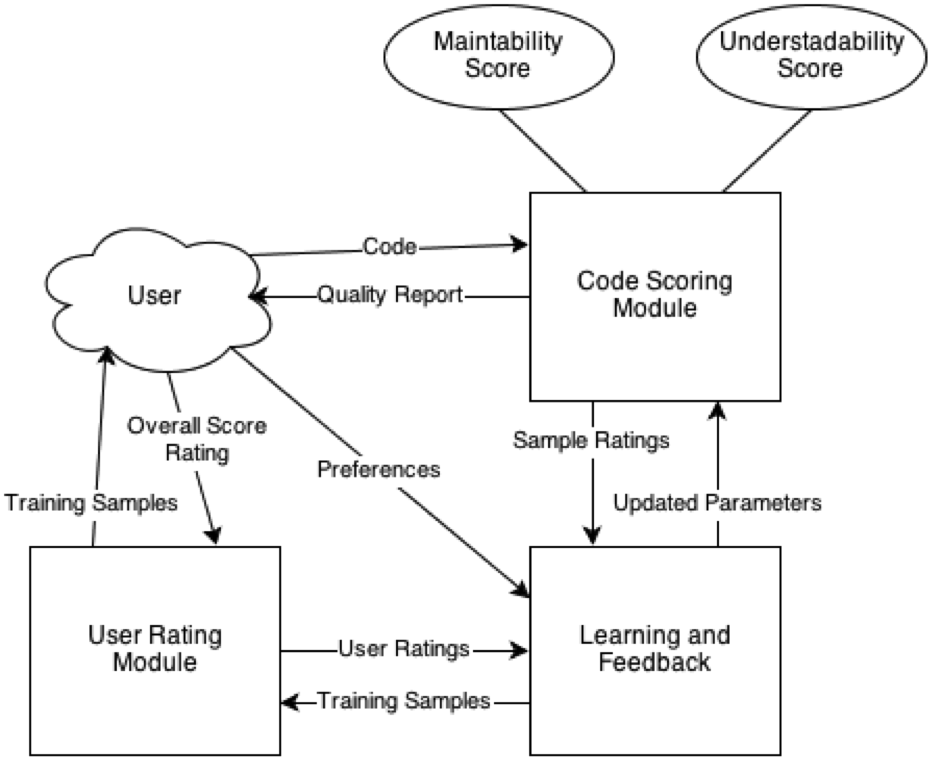 Maintability
Score
Understadability
Score
Code
User
Quality Report
Code Scoring
Module
Overall Score
Rating
Sample Ratings
Preferences
Training Samples
Updated Parameters
User Rating
Module
User Ratings
Learning and
Feedback
Training Samples